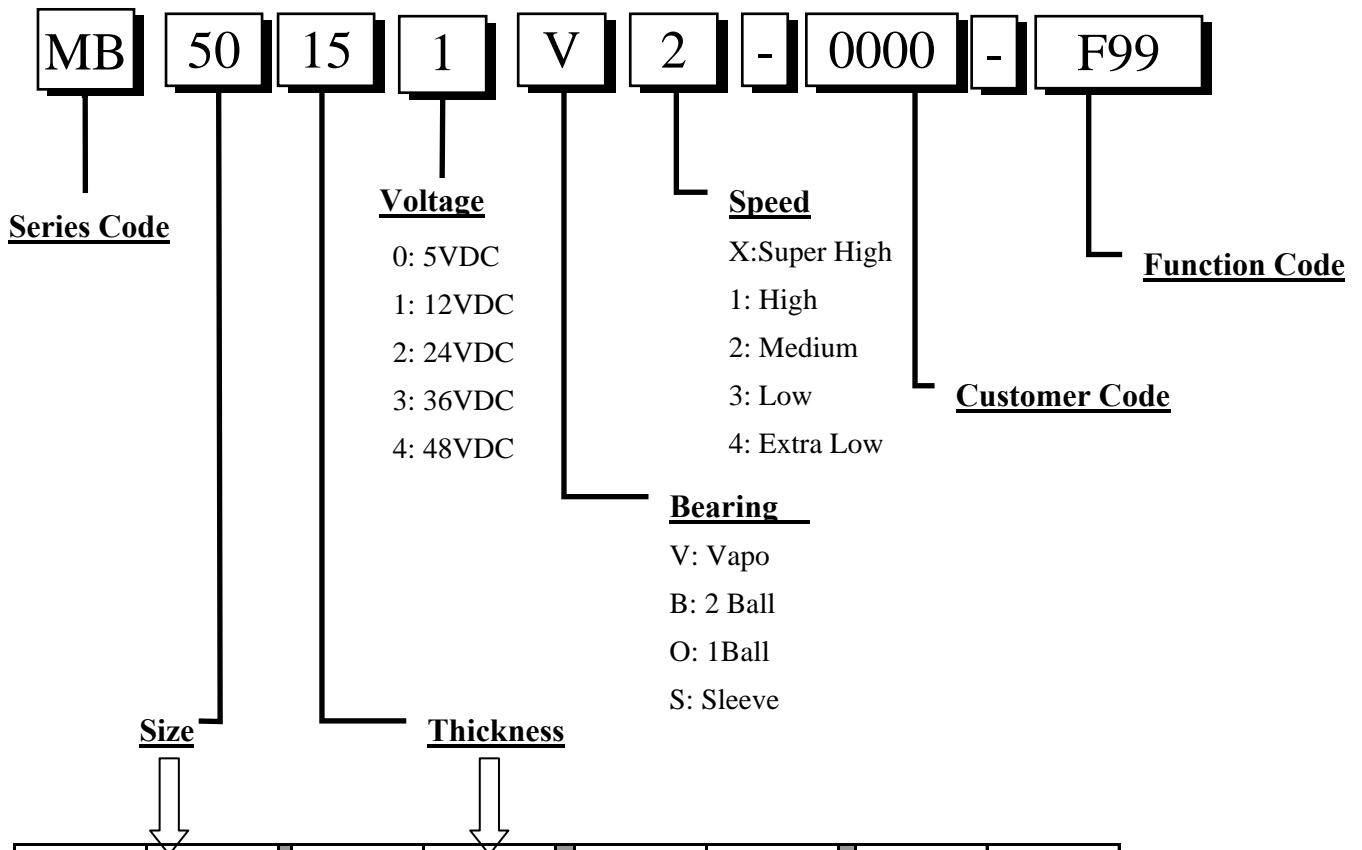 MB 50 15 1 V 2 - 0000 - F99
Series Code
Voltage
0: 5VDC
1: 12VDC
2: 24VDC
3: 36VDC
4: 48VDC
Speed
X:Super High
1: High
2: Medium
3: Low
4: Extra Low
Function Code
Customer Code
Bearing
V: Vapo
B: 2 Ball
O: 1Ball
S: Sleeve
Size
Thickness